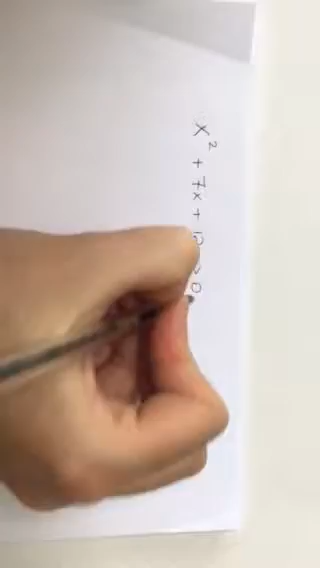 x² + 7x + 12 > 0